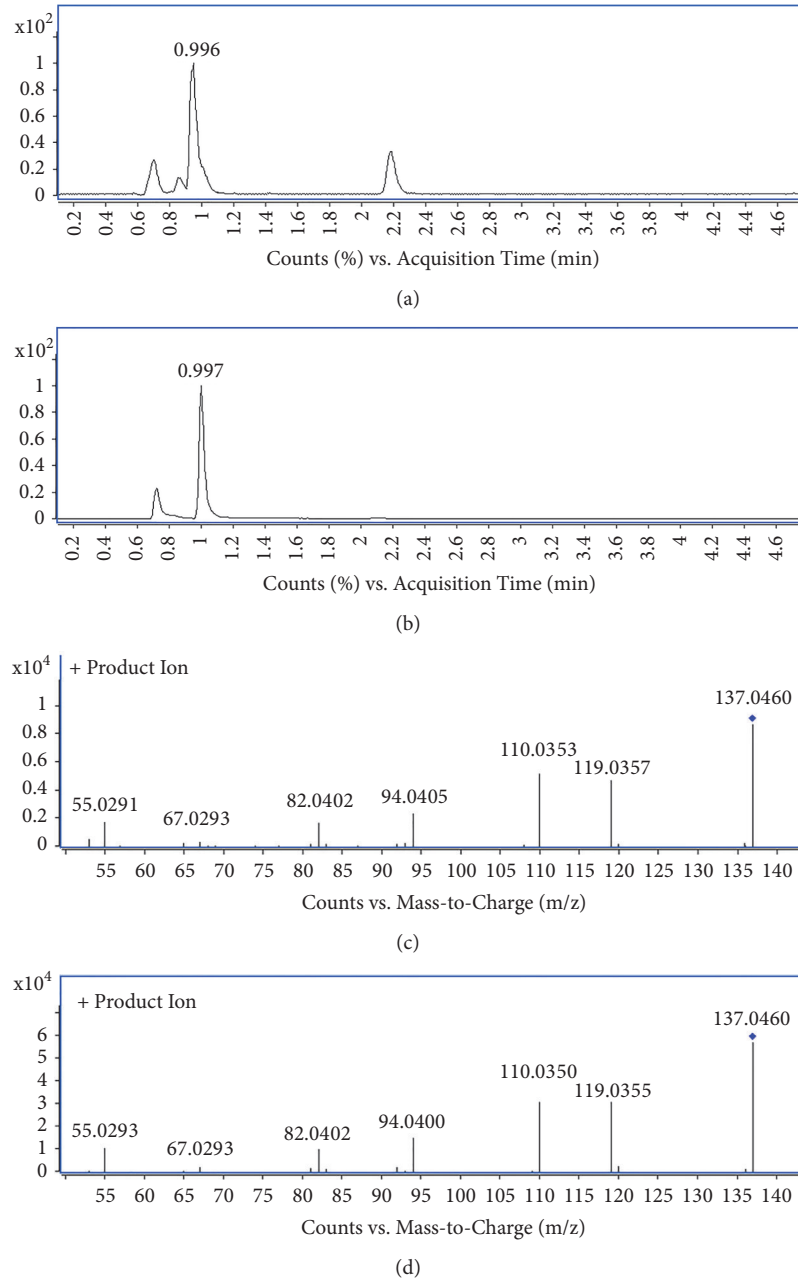 x10²
0.996
1
0.8
0.6
0.4
0.2
0
0.2 0.4 0.6 0.8 1 1.2 1.4 1.6 1.8 2 2.2 2.4 2.6 2.8 3 3.2 3.4 3.6 3.8 4 4.2 4.4 4.6
Counts (%) vs. Acquisition Time (min)
(a)
x10²
0.997
1
0.8
0.6
0.4
0.2
0
0.2 0.4 0.6 0.8 1 1.2 1.4 1.6 1.8 2 2.2 2.4 2.6 2.8 3 3.2 3.4 3.6 3.8 4 4.2 4.4 4.6
Counts (%) vs. Acquisition Time (min)
(b)
x10⁴
+ Product Ion
1
0.8
0.6
0.4
0.2
0
55.0291
67.0293
82.0402
94.0405
110.0353
119.0357
137.0460
55 60 65 70 75 80 85 90 95 100 105 110 115 120 125 130 135 140
Counts vs. Mass-to-Charge (m/z)
(c)
x10⁴
+ Product Ion
6
5
4
3
2
1
0
55.0293
67.0293
82.0402
94.0400
110.0350
119.0355
137.0460
55 60 65 70 75 80 85 90 95 100 105 110 115 120 125 130 135 140
Counts vs. Mass-to-Charge (m/z)
(d)